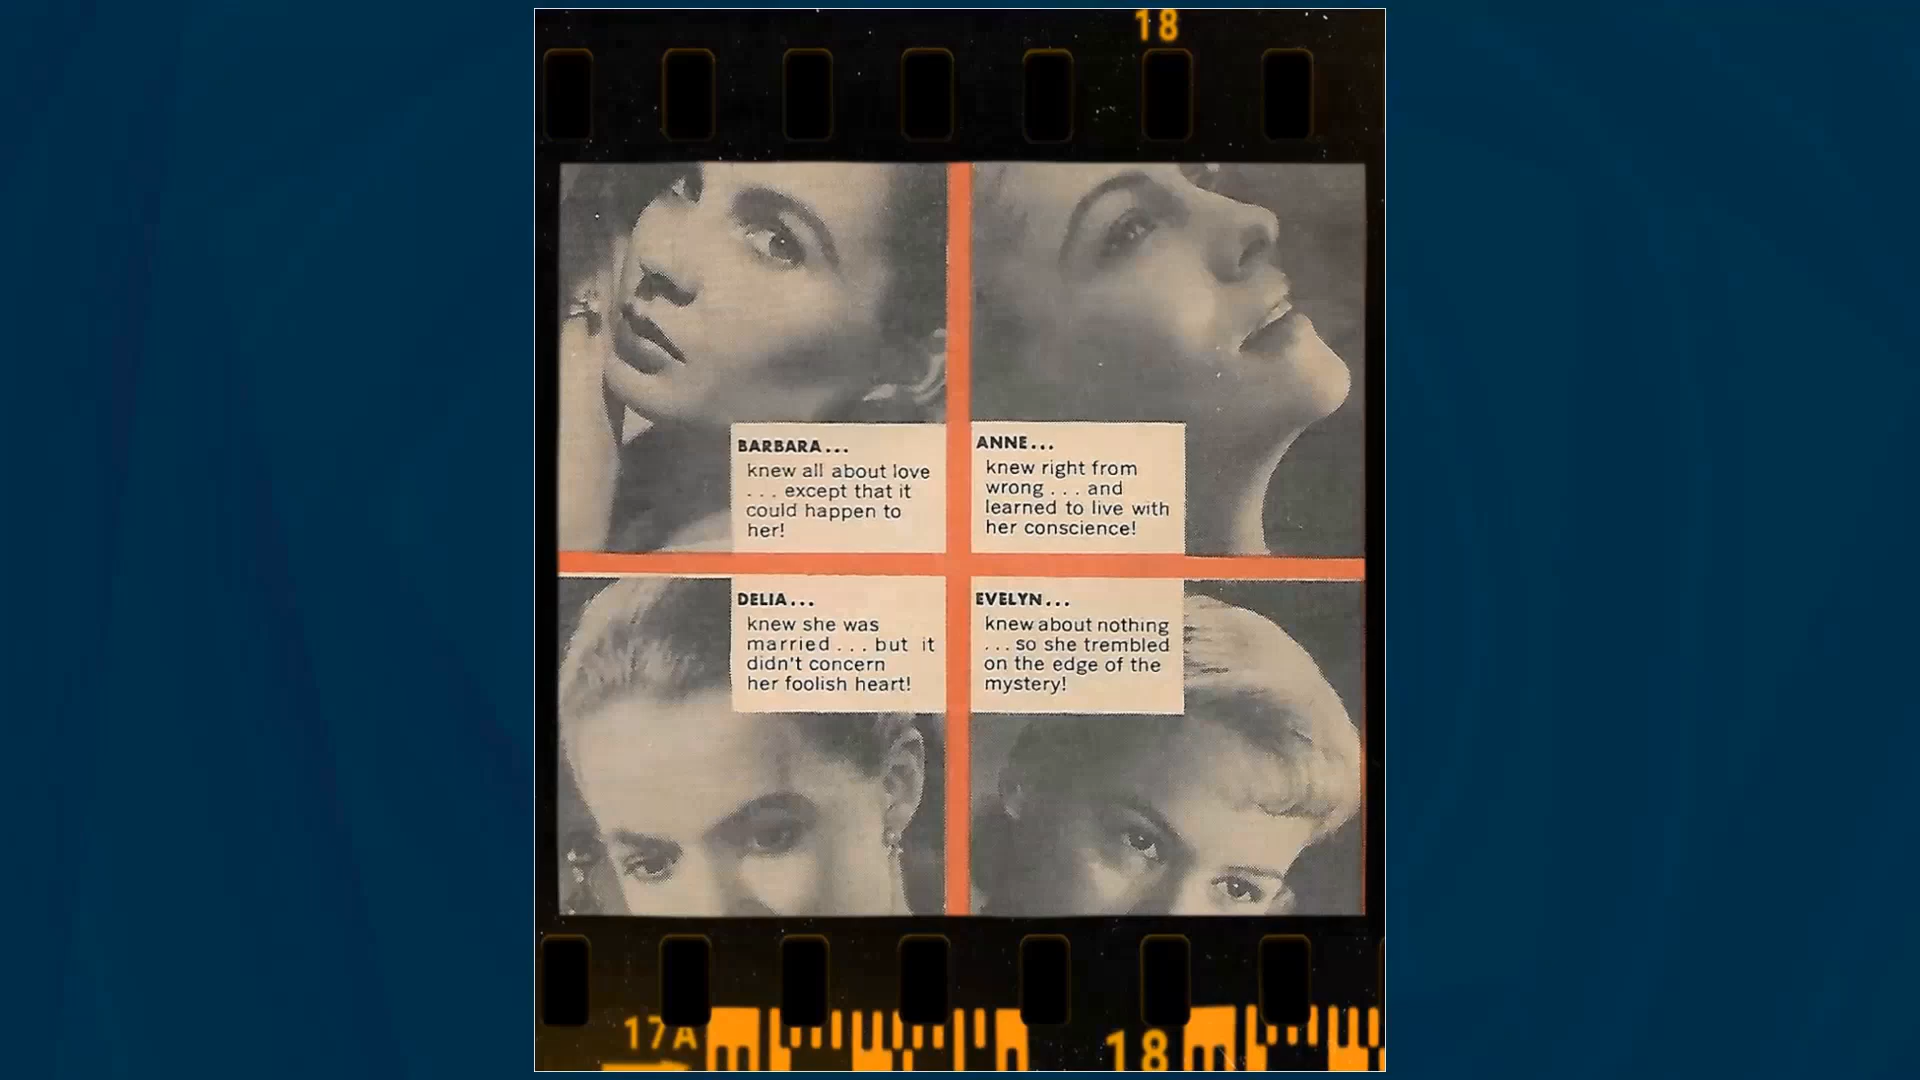 18
BARBARA...
knew all about love
... except that it
could happen to
her!
ANNE...
knew right from
wrong ... and
learned to live with
her conscience!
DELIA...
knew she was
married ... but it
didn't concern
her foolish heart!
EVELYN...
knew about nothing
... so she trembled
on the edge of the
mystery!
17A
18